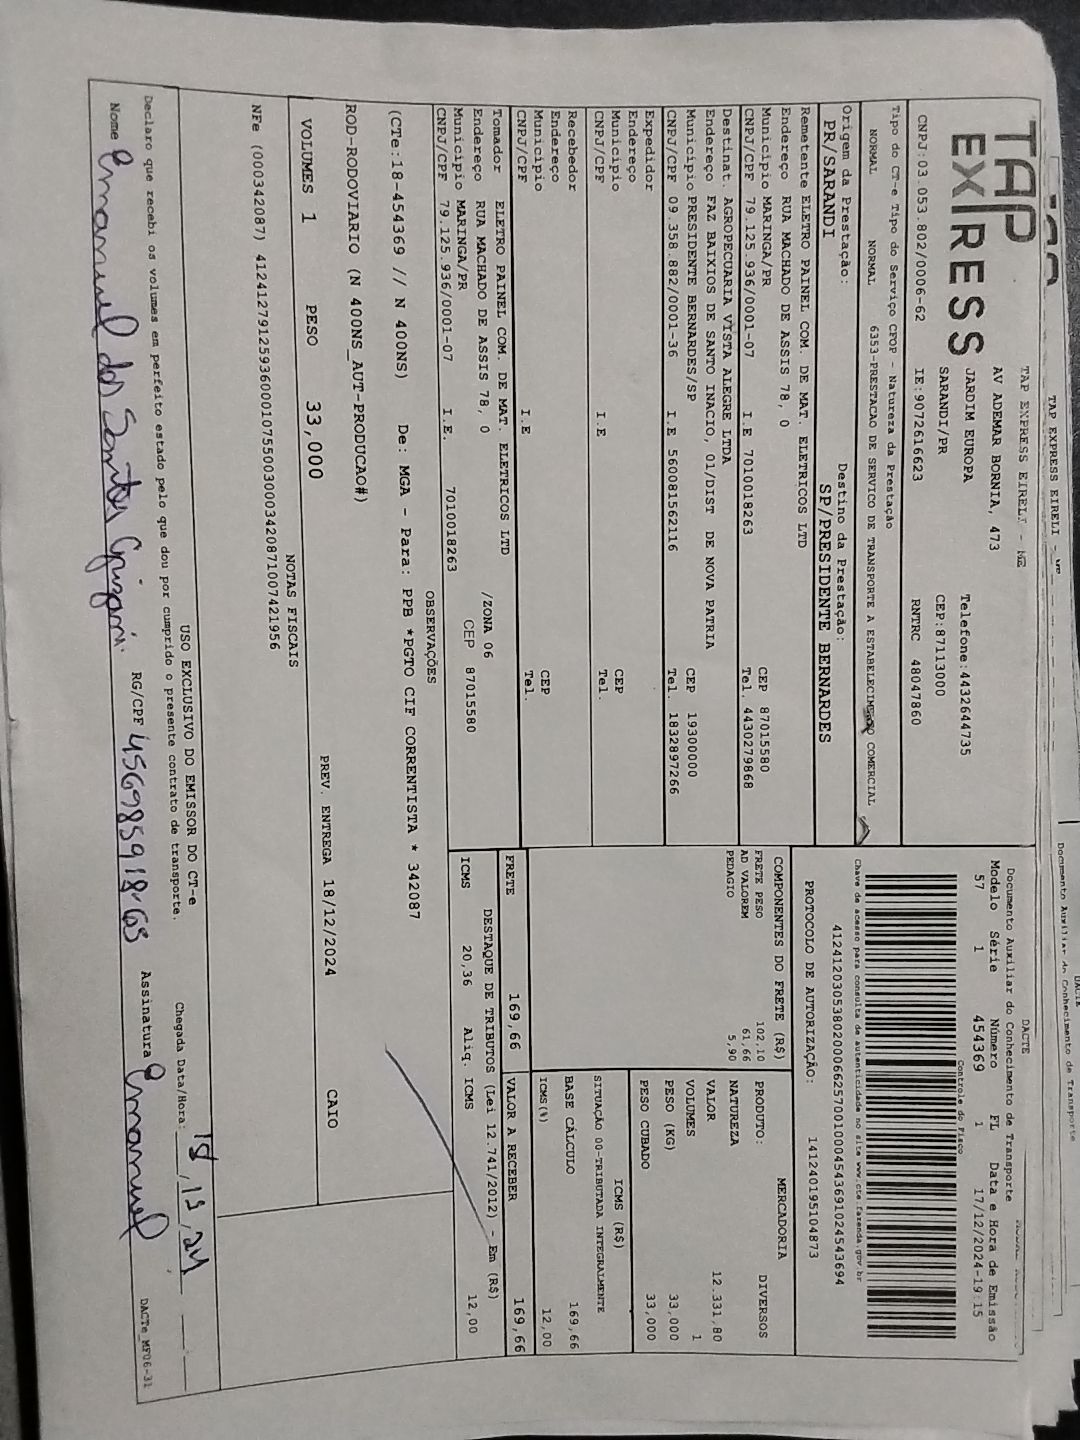 TAP EXPRESS EIRELI - ME
TAP
EXPRESS
TAP EXPRESS EIRELI - ME
AV ADEMAR BORNIA, 473
JARDIM EUROPA
SARANDI/PR
Telefone:4432644735
CEP:87113000
CNPJ:03.053.802/0006-62
IE:9072616623
RNTRC 48047860
Tipo do CT-e Tipo do Serviço CFOP - Natureza da Prestação
NORMAL NORMAL 6353-PRESTACAO DE SERVICO DE TRANSPORTE A ESTABELECIMENTO COMERCIAL
Origem da Prestação: Destino da Prestação:
PR/SARANDI SP/PRESIDENTE BERNARDES
Remetente ELETRO PAINEL COM. DE MAT. ELETRICOS LTD
Endereço RUA MACHADO DE ASSIS 78, 0
Município MARINGA/PR CEP 87015580
CNPJ/CPF 79.125.936/0001-07 I.E 7010018263 Tel. 4430279868
Destinat. AGROPECUARIA VISTA ALEGRE LTDA
Endereço FAZ BAIXIOS DE SANTO INACIO, 01/DIST DE NOVA PATRIA
Município PRESIDENTE BERNARDES/SP CEP 19300000
CNPJ/CPF 09.358.882/0001-36 I.E 560081562116 Tel. 1832897266
Expedidor
Endereço
Município CEP
CNPJ/CPF I.E Tel.
Recebedor
Endereço
Município CEP
CNPJ/CPF I.E Tel.
Tomador ELETRO PAINEL COM. DE MAT. ELETRICOS LTD
Endereço RUA MACHADO DE ASSIS 78, 0 /ZONA 06
Município MARINGA/PR CEP 87015580
CNPJ/CPF 79.125.936/0001-07 I.E. 7010018263
DACTE
Documento Auxiliar do Conhecimento de Transporte
Modelo Série Número FL Data e Hora de Emissão
57 1 454369 1 17/12/2024-19:15
Controle do Fisco
Chave de acesso para consulta de autenticidade no site www.cte.fazenda.gov.br
41241203053802000662570010004543691024543694
PROTOCOLO DE AUTORIZAÇÃO: 141240195104873
COMPONENTES DO FRETE (R$)
FRETE PESO 102,10
AD VALOREM 61,66
PEDAGIO 5,90
MERCADORIA
PRODUTO: DIVERSOS
NATUREZA
VALOR 12.331,80
VOLUMES 1
PESO (KG) 33,000
PESO CUBADO 33,000
ICMS (R$)
SITUAÇÃO 00-TRIBUTADA INTEGRALMENTE
BASE CÁLCULO 169,66
ICMS(%) 12,00
FRETE 169,66 VALOR A RECEBER 169,66
DESTAQUE DE TRIBUTOS (Lei 12.741/2012) - Em (R$)
ICMS 20,36 Aliq. ICMS 12,00
OBSERVAÇÕES
(CTe:18-454369 // N 400NS) De: MGA - Para: PPB *PGTO CIF CORRENTISTA * 342087
ROD-RODOVIARIO (N 400NS_AUT-PRODUCAO#)
VOLUMES 1 PESO 33,000 PREV. ENTREGA 18/12/2024 CAIO
NOTAS FISCAIS
NFe (000342087) 41241279125936000107550030003420871007421956
USO EXCLUSIVO DO EMISSOR DO CT-e
Declaro que recebi os volumes em perfeito estado pelo que dou por cumprido o presente contrato de transporte.
Chegada Data/Hora:
Nome Emanuel dos Santos RG/CPF 456985918-65 Assinatura Emanuel
DACTe_MF06-31